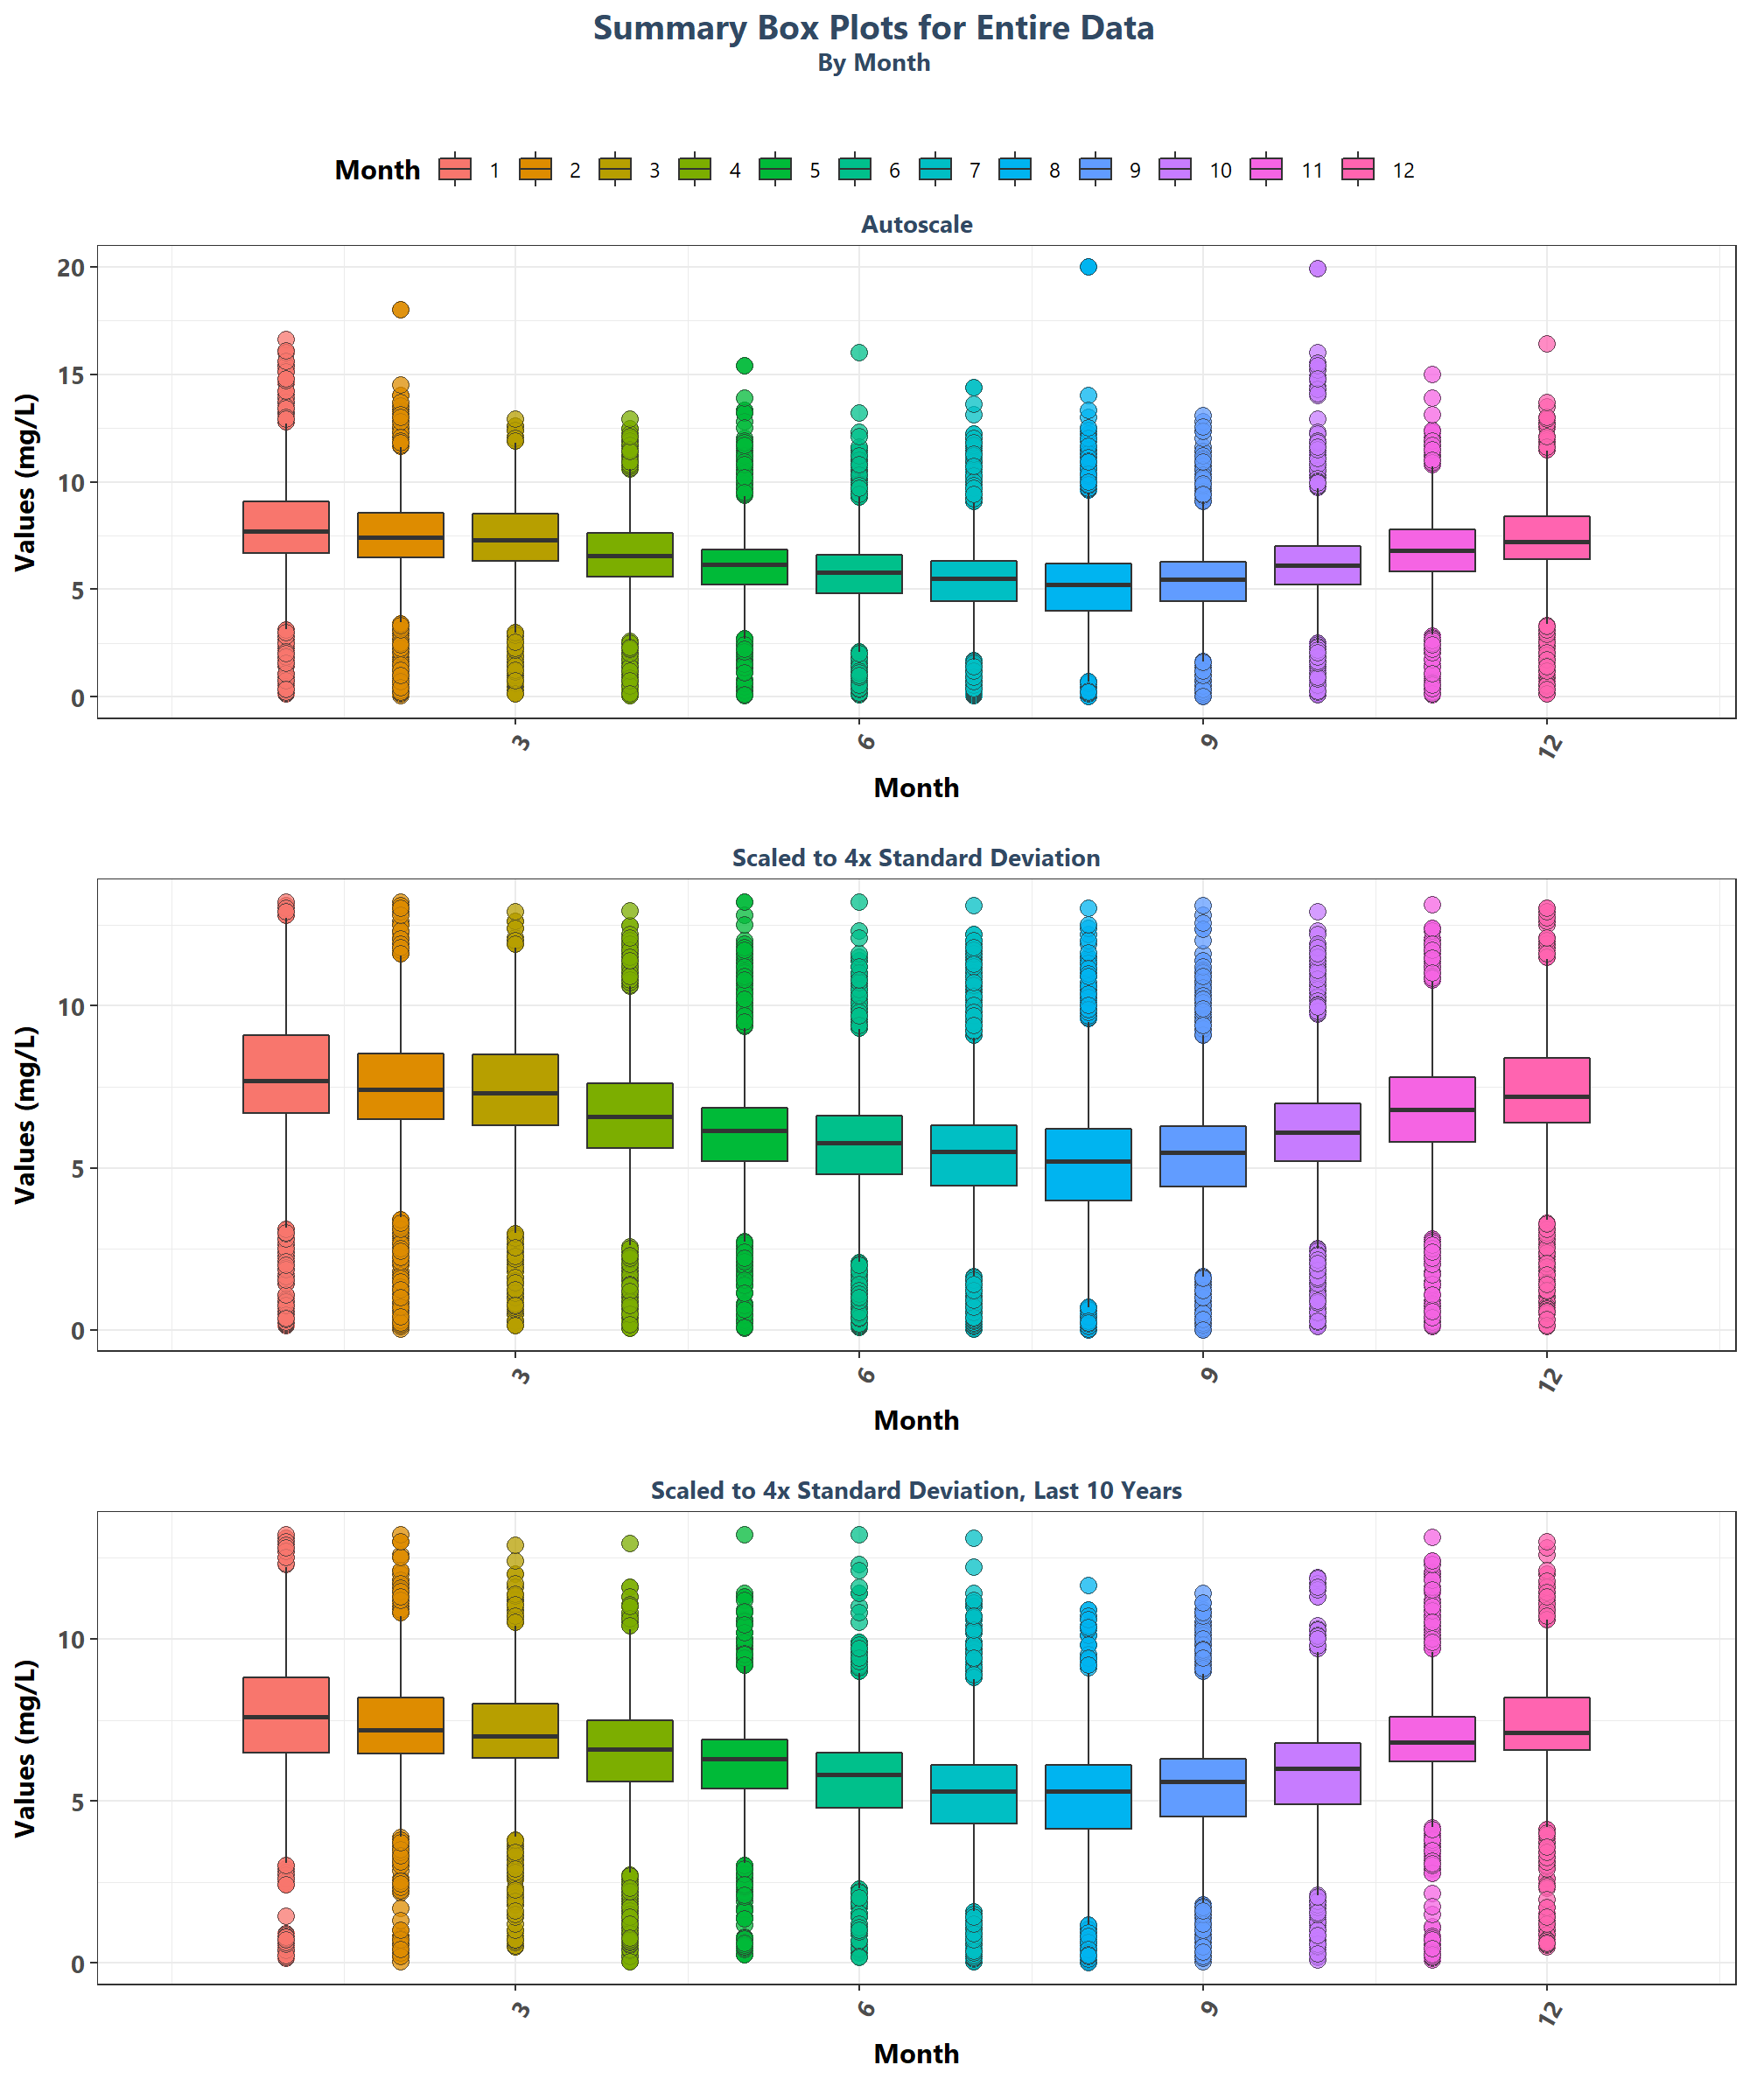 Summary Box Plots for Entire Data
By Month
Month 1 2 3 4 5 6 7 8 9 10 11 12
Autoscale
Values (mg/L)
20
15
10
5
0
3 6 9 12
Month
Scaled to 4x Standard Deviation
Values (mg/L)
10
5
0
3 6 9 12
Month
Scaled to 4x Standard Deviation, Last 10 Years
Values (mg/L)
10
5
0
3 6 9 12
Month